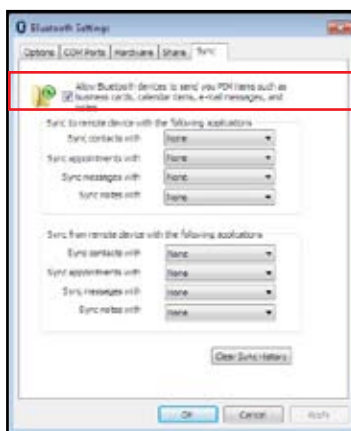 Bluetooth Settings
Options COM Ports Hardware Share Sync
Allow Bluetooth devices to send you PIM items such as
business cards, calendar items, e-mail messages, and
notes.
Sync to remote device with the following applications
Sync contacts with None
Sync appointments with None
Sync messages with None
Sync notes with None
Sync from remote device with the following applications
Sync contacts with None
Sync appointments with None
Sync messages with None
Sync notes with None
Clear Sync History
OK Cancel Apply